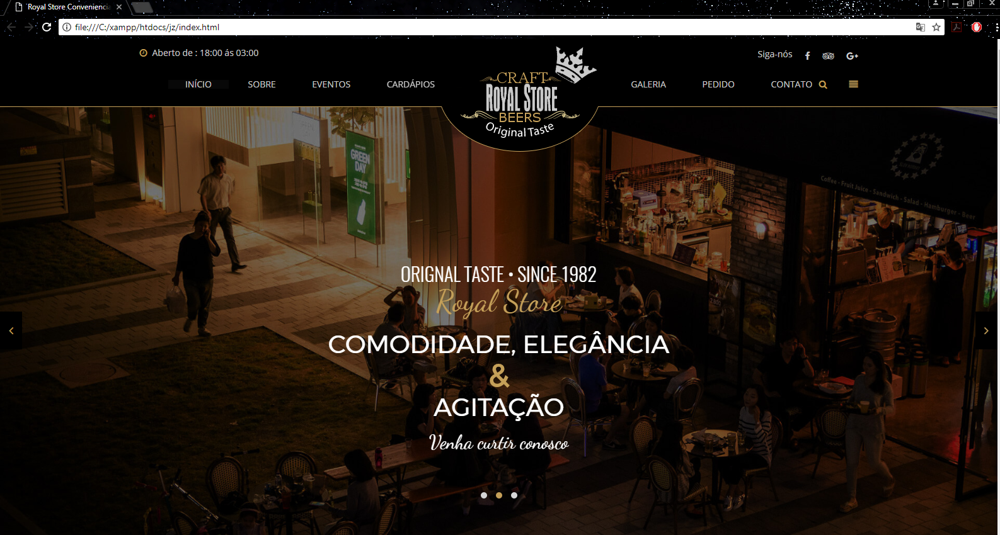 Royal Store Convenienci
file:///C:/xampp/htdocs/jz/index.html
Aberto de : 18:00 ás 03:00
Siga-nós
INÍCIO
SOBRE
EVENTOS
CARDÁPIOS
CRAFT
ROYAL STORE
BEERS
Original Taste
GALERIA
PEDIDO
CONTATO
GREEN
DAY
Coffee - Fruit Juice - Sandwich - Salad - Hamburger - Beer
ORIGNAL TASTE • SINCE 1982
Royal Store
COMODIDADE, ELEGÂNCIA
&
AGITAÇÃO
Venha curtir conosco